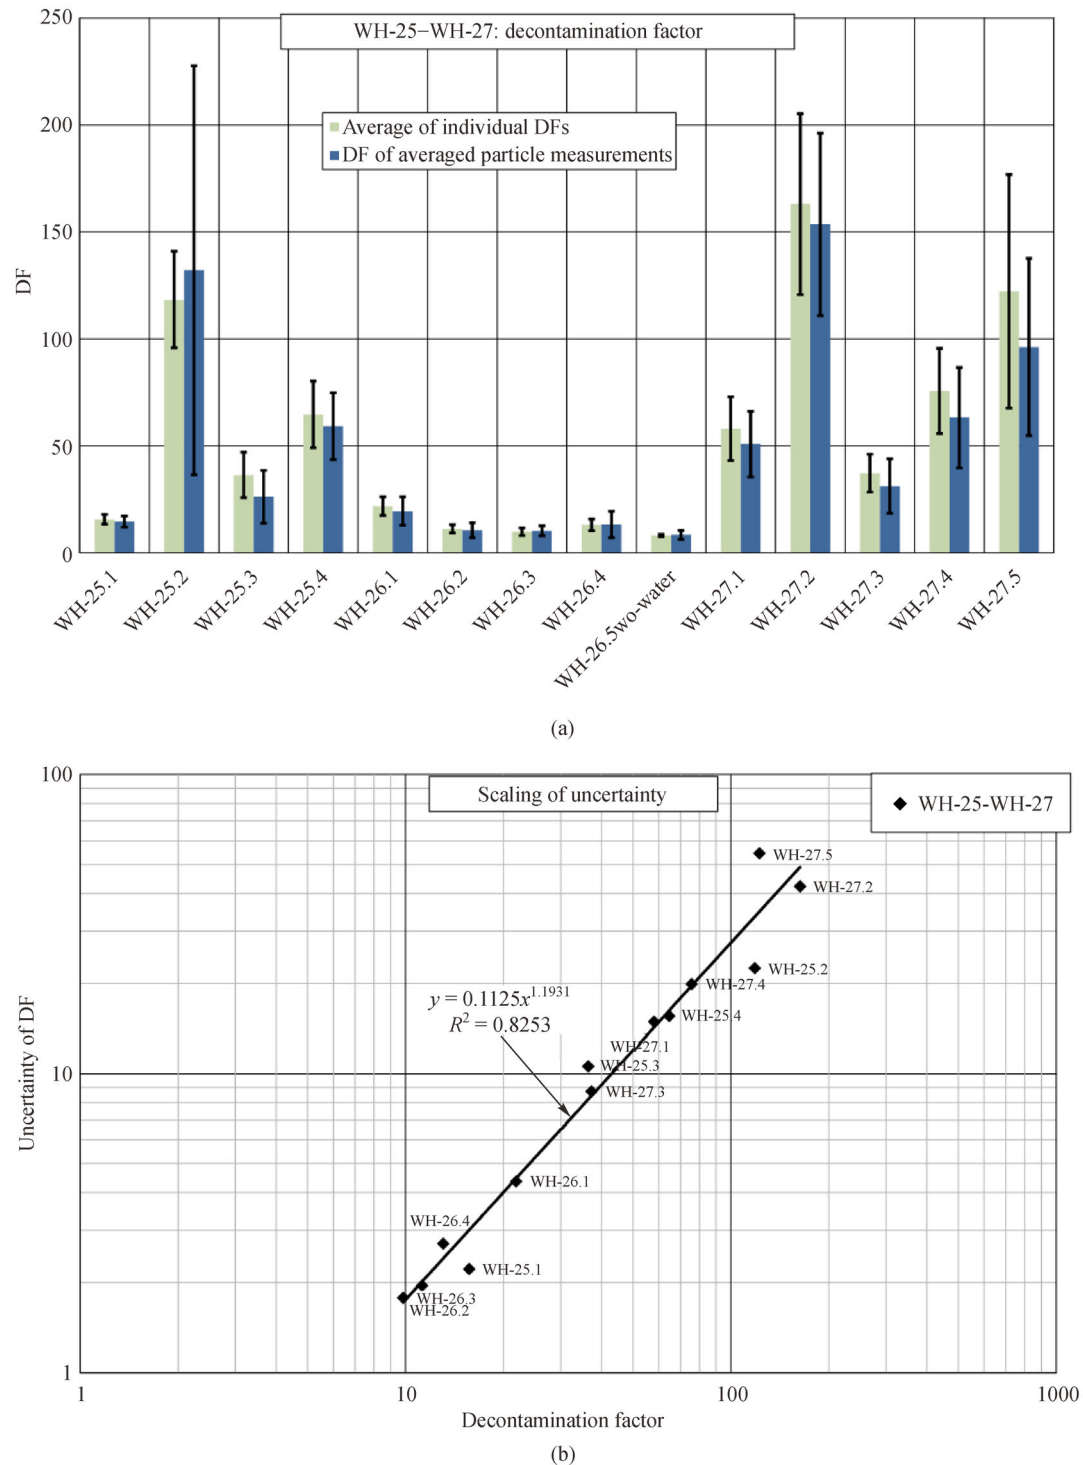 WH-25−WH-27: decontamination factor
Average of individual DFs
DF of averaged particle measurements
250
200
150
100
50
0
DF
WH-25.1
WH-25.2
WH-25.3
WH-25.4
WH-26.1
WH-26.2
WH-26.3
WH-26.4
WH-26.5wo-water
WH-27.1
WH-27.2
WH-27.3
WH-27.4
WH-27.5
(a)
Scaling of uncertainty
WH-25-WH-27
100
10
1
Uncertainty of DF
WH-27.5
WH-27.2
WH-25.2
WH-27.4
y = 0.1125x^1.1931
R² = 0.8253
WH-25.4
WH-27.1
WH-25.3
WH-27.3
WH-26.1
WH-26.4
WH-25.1
WH-26.3
WH-26.2
1
10
100
1000
Decontamination factor
(b)